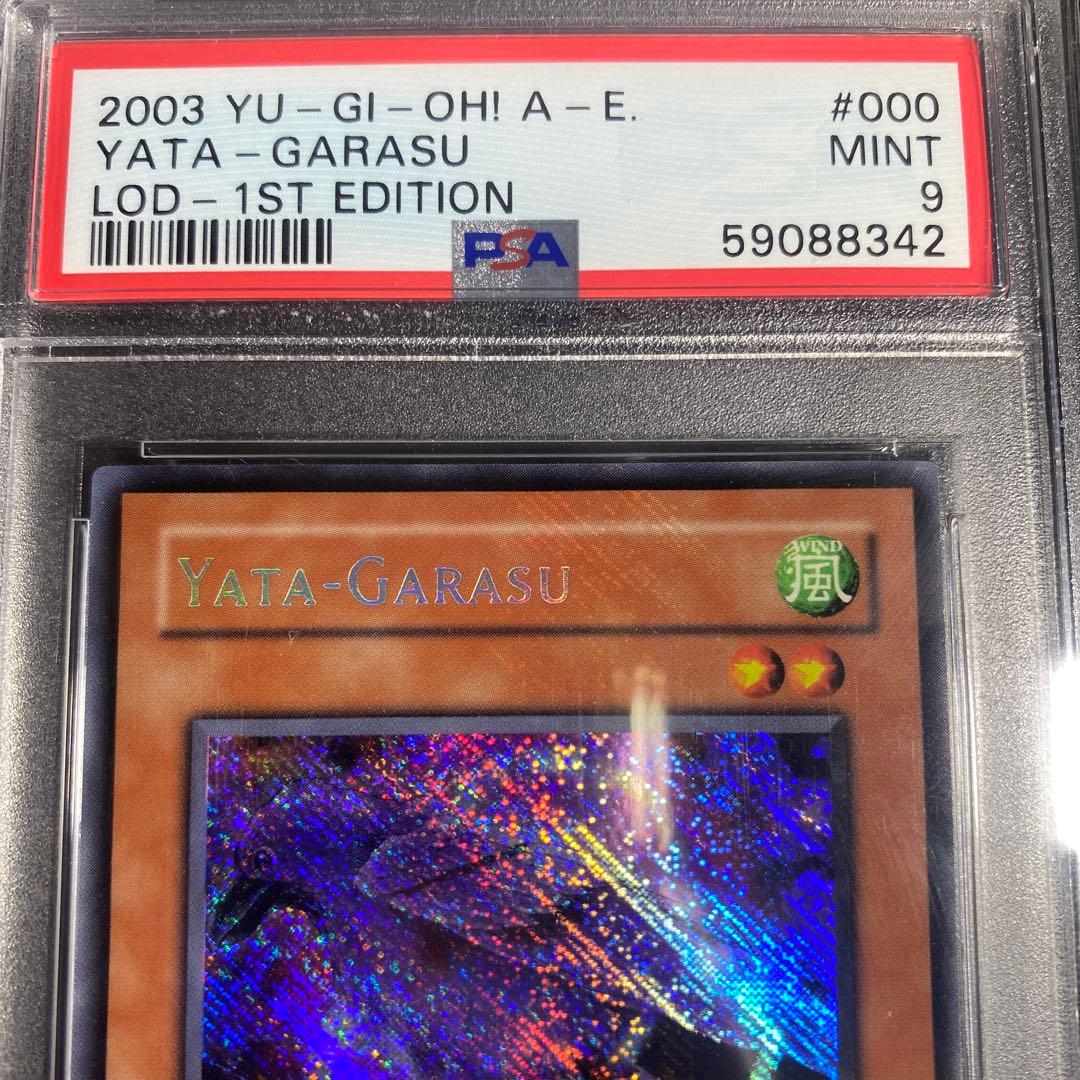 2003 YU-GI-OH! A-E. #000
YATA-GARASU MINT
LOD-1ST EDITION 9
59088342
PSA
YATA-GARASU
WIND
風